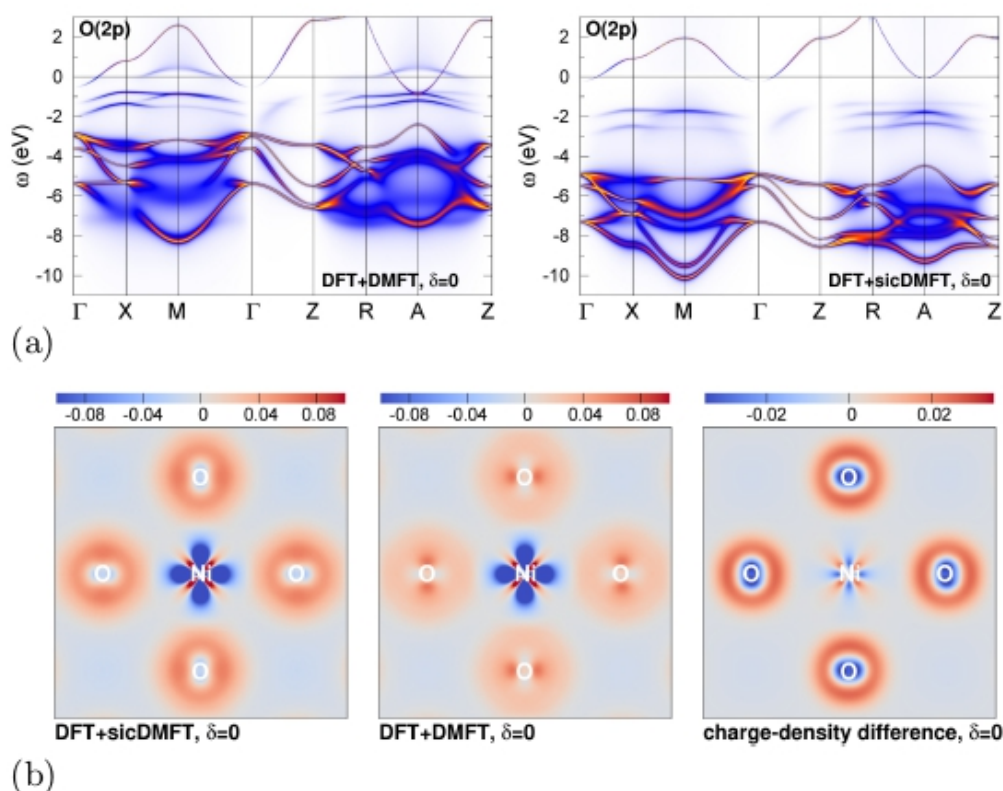 O(2p)
O(2p)
ω (eV)
2
0
-2
-4
-6
-8
-10
DFT+DMFT, δ=0
Γ X M Γ Z R A Z
ω (eV)
2
0
-2
-4
-6
-8
-10
DFT+sicDMFT, δ=0
Γ X M Γ Z R A Z
(a)
-0.08 -0.04 0 0.04 0.08
-0.08 -0.04 0 0.04 0.08
-0.02 0 0.02
O
O Ni O
O
O
O Ni O
O
O
O Ni O
O
DFT+sicDMFT, δ=0
DFT+DMFT, δ=0
charge-density difference, δ=0
(b)